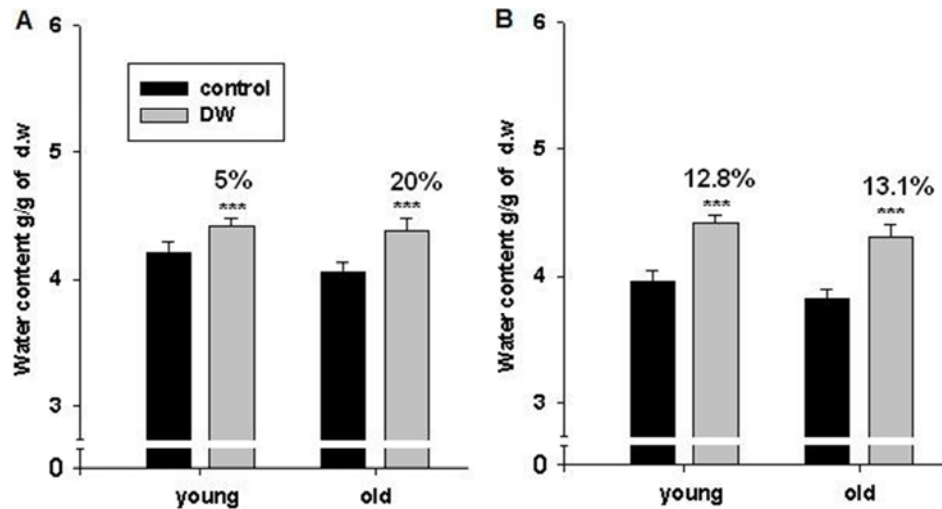 A
6
5
4
3
0
Water content g/g of d.w
control
DW
5%
***
20%
***
young
old
B
6
5
4
3
0
Water content g/g of d.w
12.8%
***
13.1%
***
young
old